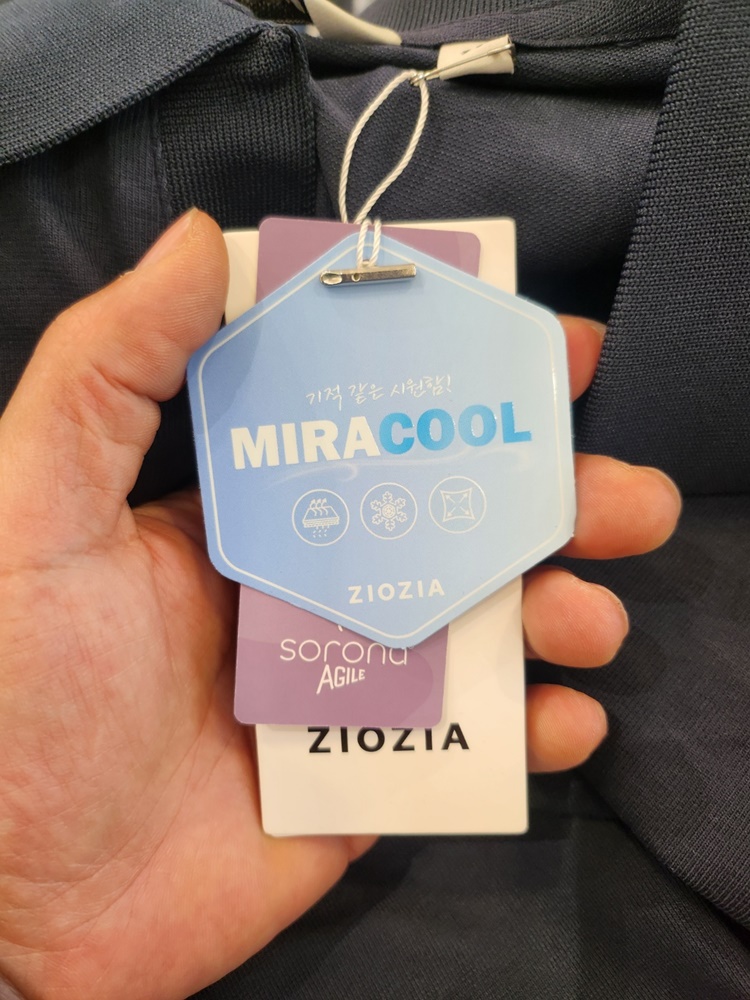 기적 같은 시원함!
MIRACOOL
ZIOZIA
sorona
AGILE
ZIOZIA